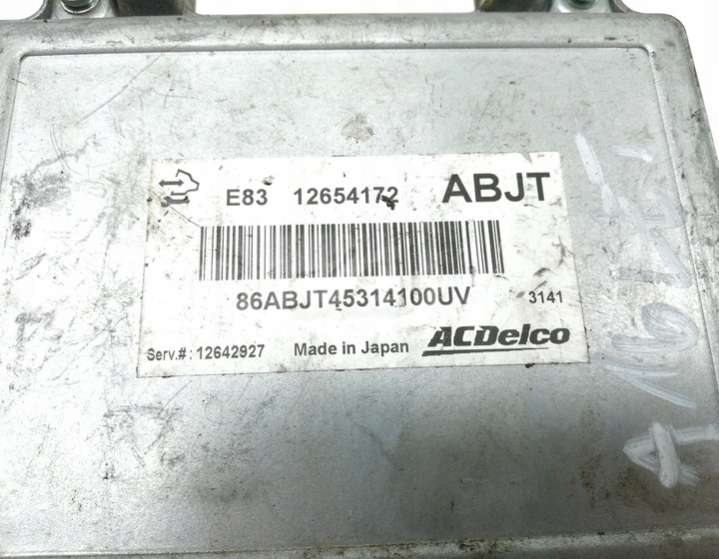 E83 12654172 ABJT
86ABJT45314100UV 3141
Serv.#: 12642927 Made in Japan ACDelco